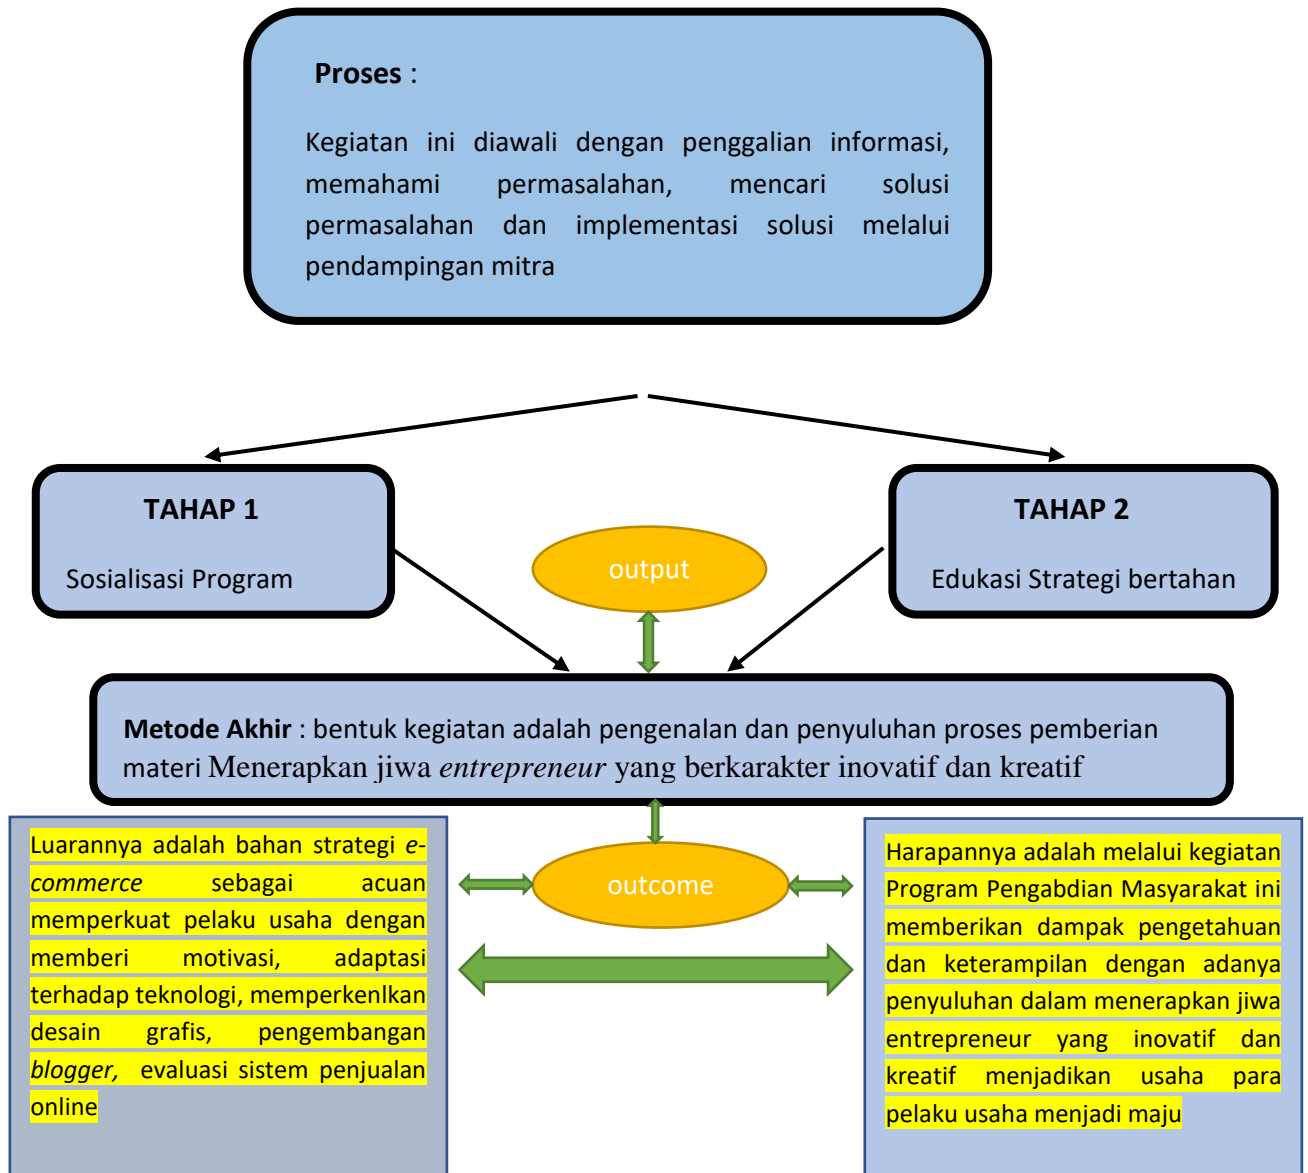 Proses :
Kegiatan ini diawali dengan penggalian informasi,
memahami permasalahan, mencari solusi
permasalahan dan implementasi solusi melalui
pendampingan mitra
TAHAP 1
Sosialisasi Program
TAHAP 2
Edukasi Strategi bertahan
output
Metode Akhir : bentuk kegiatan adalah pengenalan dan penyuluhan proses pemberian
materi Menerapkan jiwa entrepreneur yang berkarakter inovatif dan kreatif
Luarannya adalah bahan strategi e-
commerce sebagai acuan
memperkuat pelaku usaha dengan
memberi motivasi, adaptasi
terhadap teknologi, memperkenlkan
desain grafis, pengembangan
blogger, evaluasi sistem penjualan
online
outcome
Harapannya adalah melalui kegiatan
Program Pengabdian Masyarakat ini
memberikan dampak pengetahuan
dan keterampilan dengan adanya
penyuluhan dalam menerapkan jiwa
entrepreneur yang inovatif dan
kreatif menjadikan usaha para
pelaku usaha menjadi maju